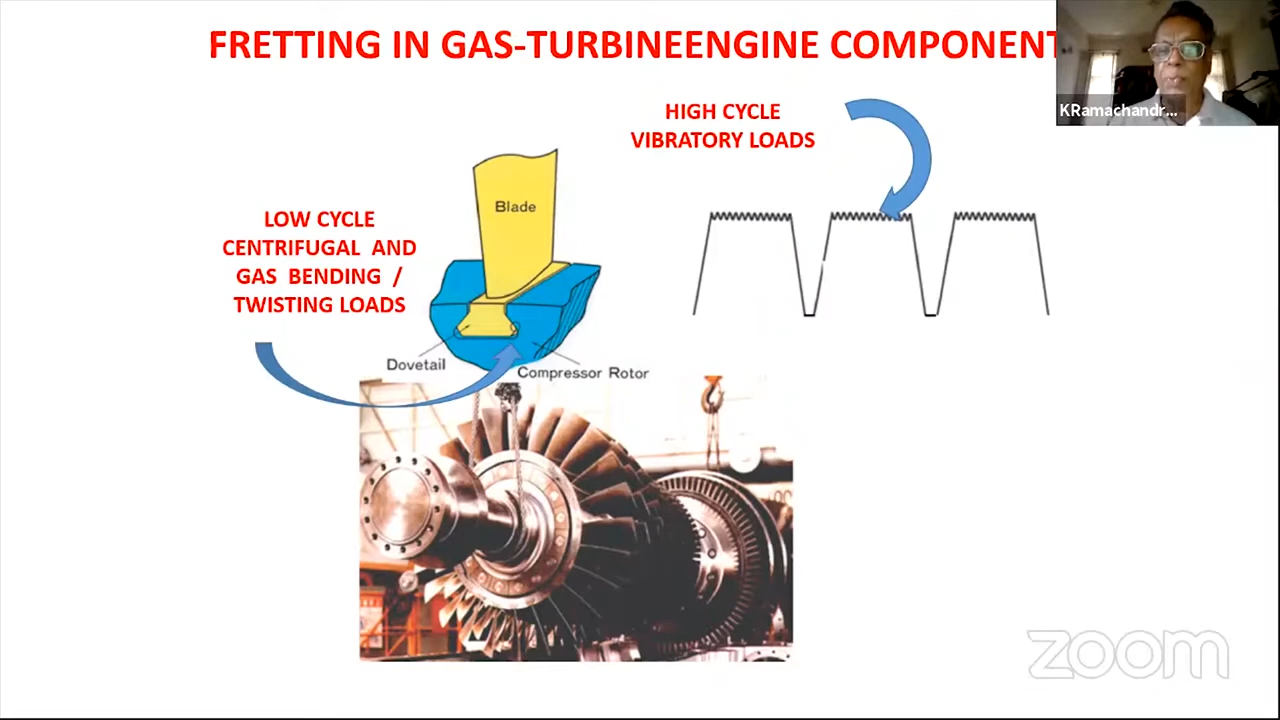 FRETTING IN GAS-TURBINEENGINE COMPONENT
KRamachandr...
HIGH CYCLE
VIBRATORY LOADS
LOW CYCLE
CENTRIFUGAL AND
GAS BENDING /
TWISTING LOADS
Blade
Dovetail
Compressor Rotor
zoom